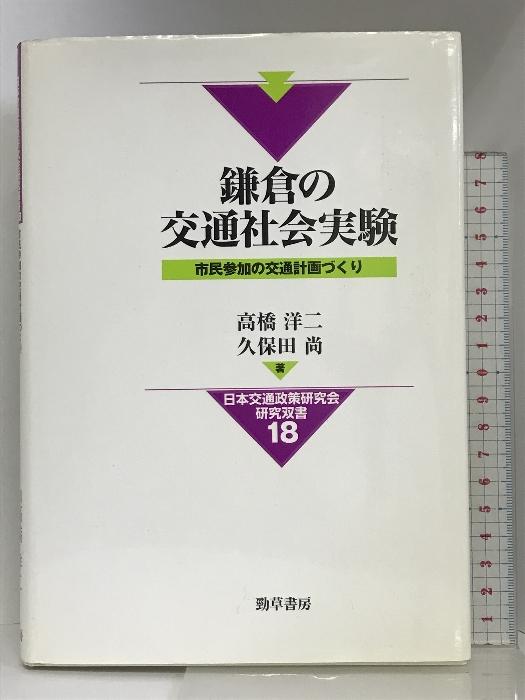 鎌倉の
交通社会実験
市民参加の交通計画づくり
高橋 洋二
久保田 尚
著
日本交通政策研究会
研究双書
18
勁草書房